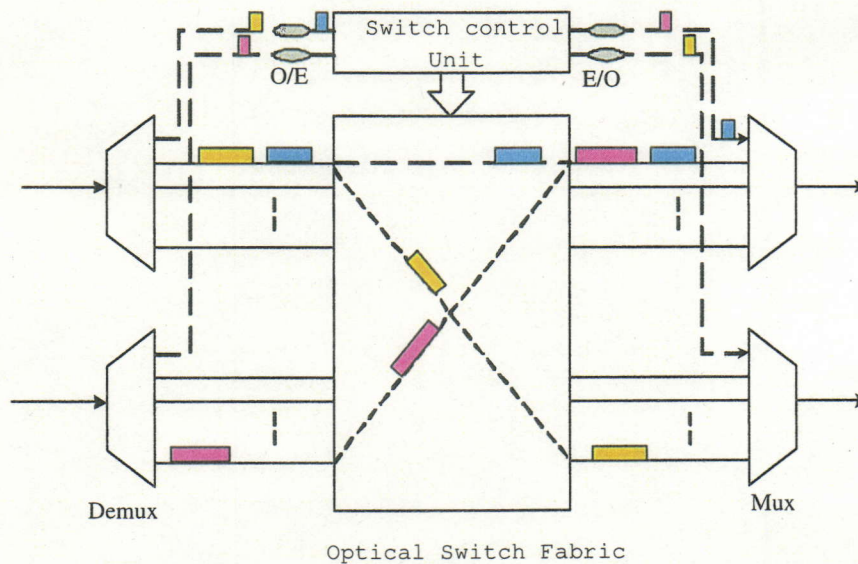 Switch control
Unit
O/E
E/O
Demux
Mux
Optical Switch Fabric